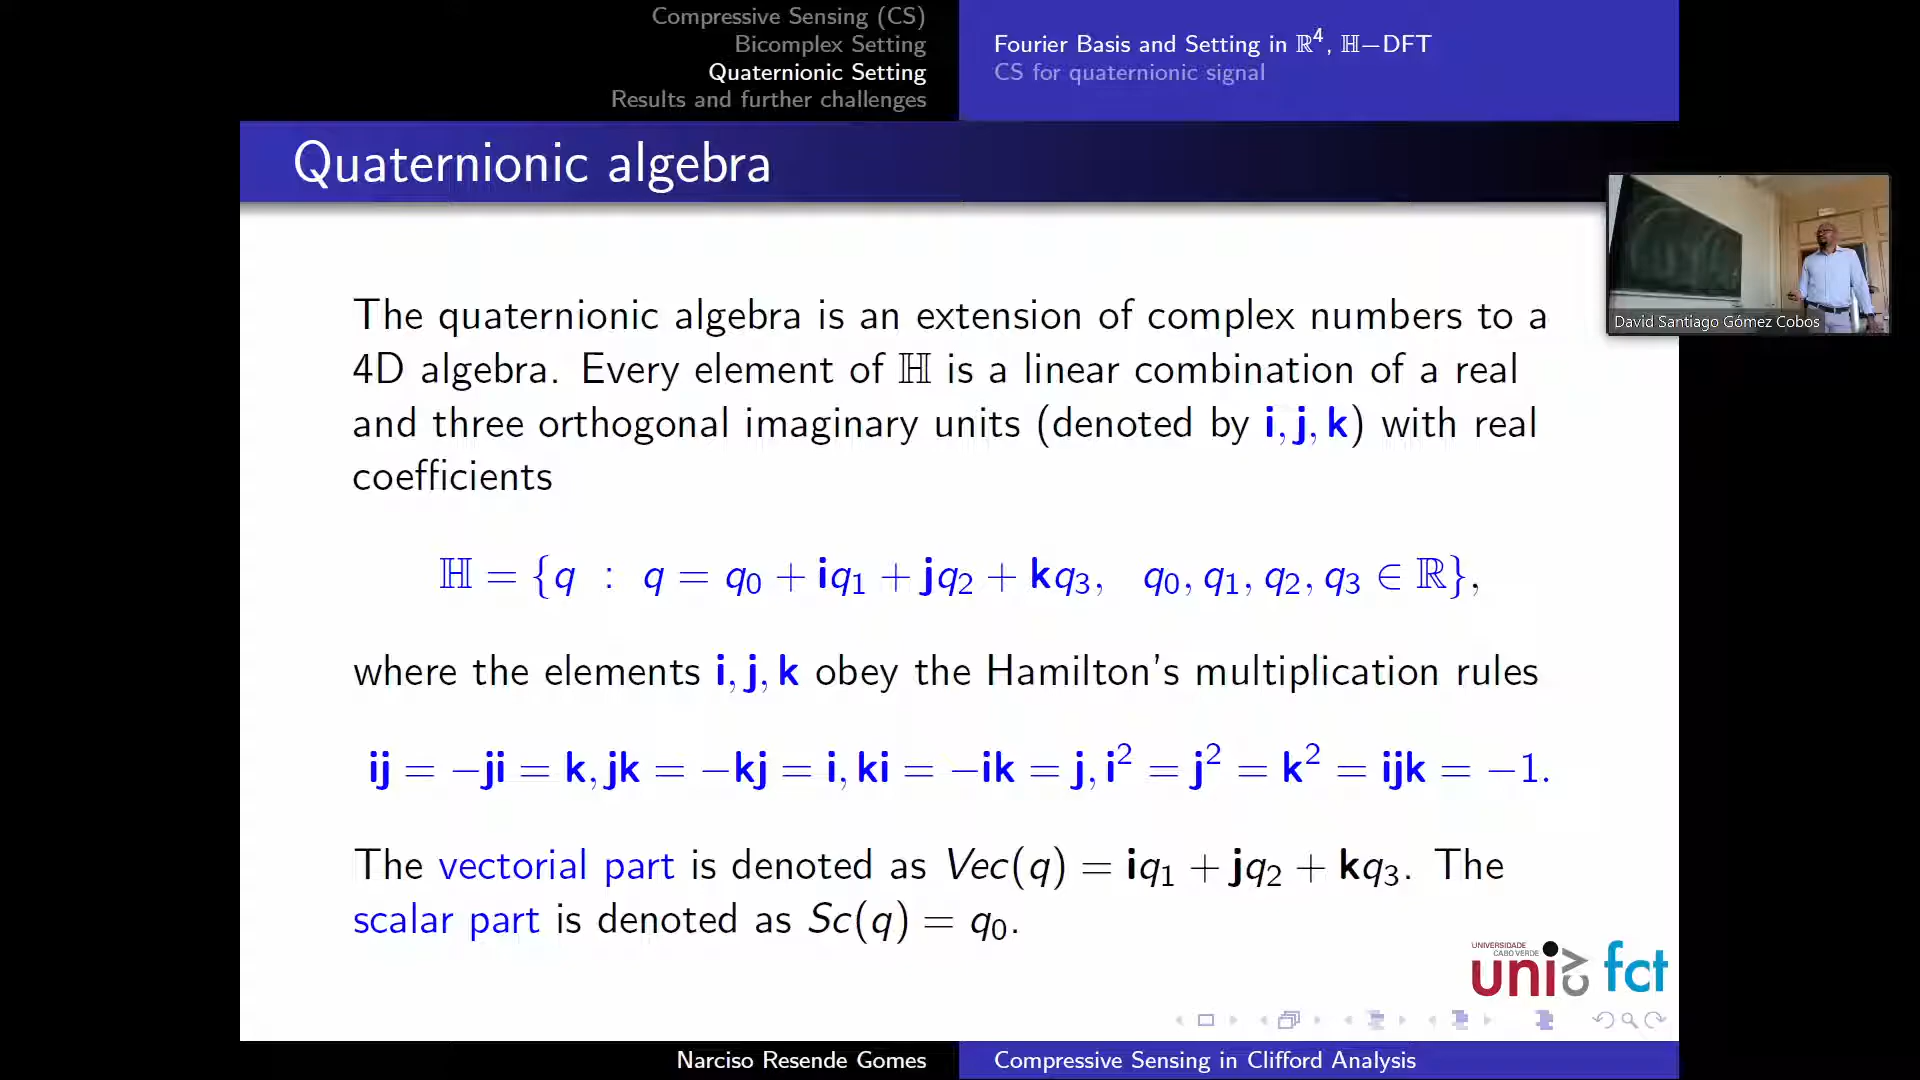 Compressive Sensing (CS)
Bicomplex Setting
Quaternionic Setting
Results and further challenges
Fourier Basis and Setting in ℝ⁴, ℍ−DFT
CS for quaternionic signal
Quaternionic algebra
David Santiago Gómez Cobos
The quaternionic algebra is an extension of complex numbers to a
4D algebra. Every element of ℍ is a linear combination of a real
and three orthogonal imaginary units (denoted by i, j, k) with real
coefficients
ℍ = {q : q = q₀ + iq₁ + jq₂ + kq₃, q₀, q₁, q₂, q₃ ∈ ℝ},
where the elements i, j, k obey the Hamilton's multiplication rules
ij = −ji = k, jk = −kj = i, ki = −ik = j, i² = j² = k² = ijk = −1.
The vectorial part is denoted as Vec(q) = iq₁ + jq₂ + kq₃. The
scalar part is denoted as Sc(q) = q₀.
UNIVERSIDADE
CABO VERDE
uni cv
fct
Narciso Resende Gomes
Compressive Sensing in Clifford Analysis